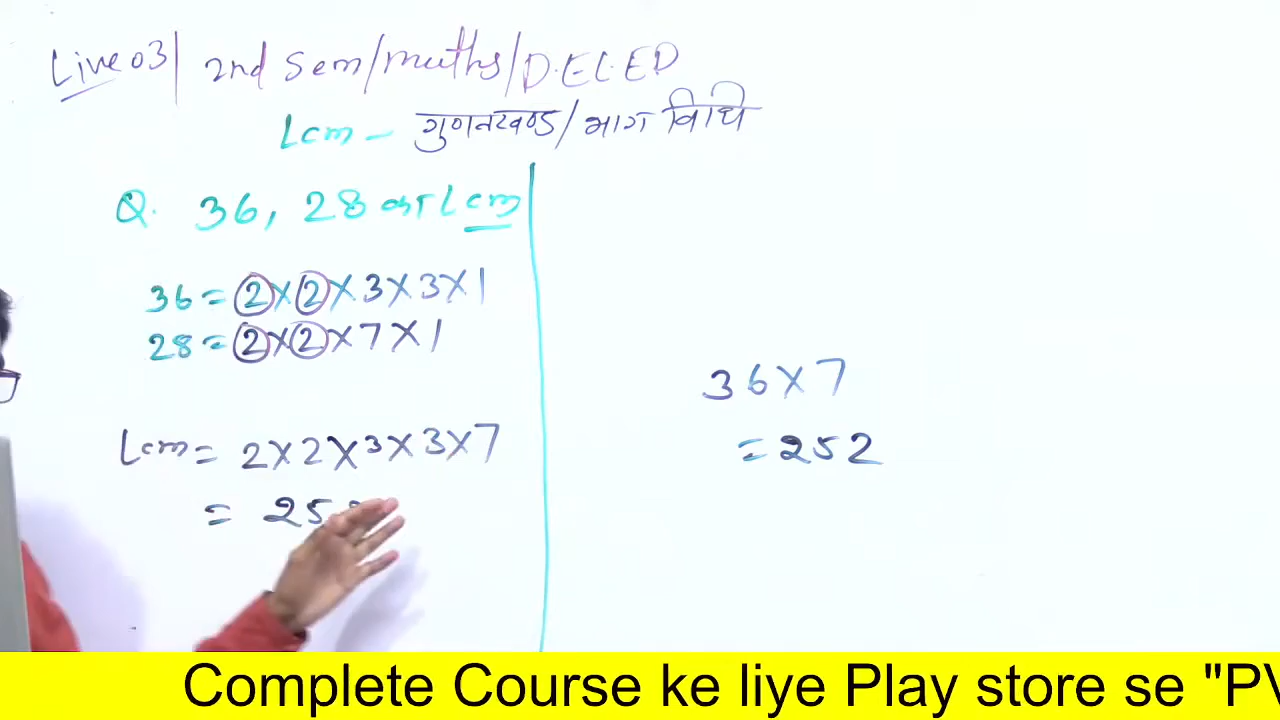 Live 03| 2nd Sem/maths/D.EL.ED
Lcm - गुणनखण्ड/भाग विधि
Q. 36, 28 का Lcm
36 = 2×2×3×3×1
28 = 2×2×7×1
Lcm = 2×2×3×3×7
= 25
36×7
= 252
Complete Course ke liye Play store se "PV